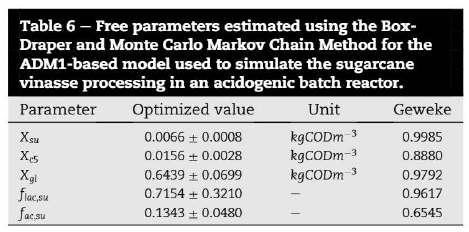 Table 6 – Free parameters estimated using the Box-
Draper and Monte Carlo Markov Chain Method for the
ADM1-based model used to simulate the sugarcane
vinasse processing in an acidogenic batch reactor.
Parameter Optimized value Unit Geweke
Xsu 0.0066 ± 0.0008 kgCODm−3 0.9985
Xc5 0.0156 ± 0.0028 kgCODm−3 0.8880
Xgl 0.6439 ± 0.0699 kgCODm−3 0.9792
flac,su 0.7154 ± 0.3210 – 0.9617
fac,su 0.1343 ± 0.0480 – 0.6545